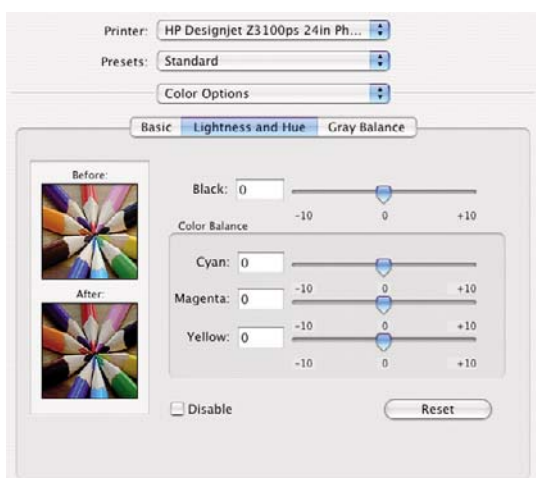 Printer: HP Designjet Z3100ps 24in Ph...
Presets: Standard
Color Options
Basic Lightness and Hue Gray Balance
Before:
Black: 0
-10 0 +10
Color Balance
Cyan: 0
-10 0 +10
After:
Magenta: 0
-10 0 +10
Yellow: 0
-10 0 +10
Disable Reset